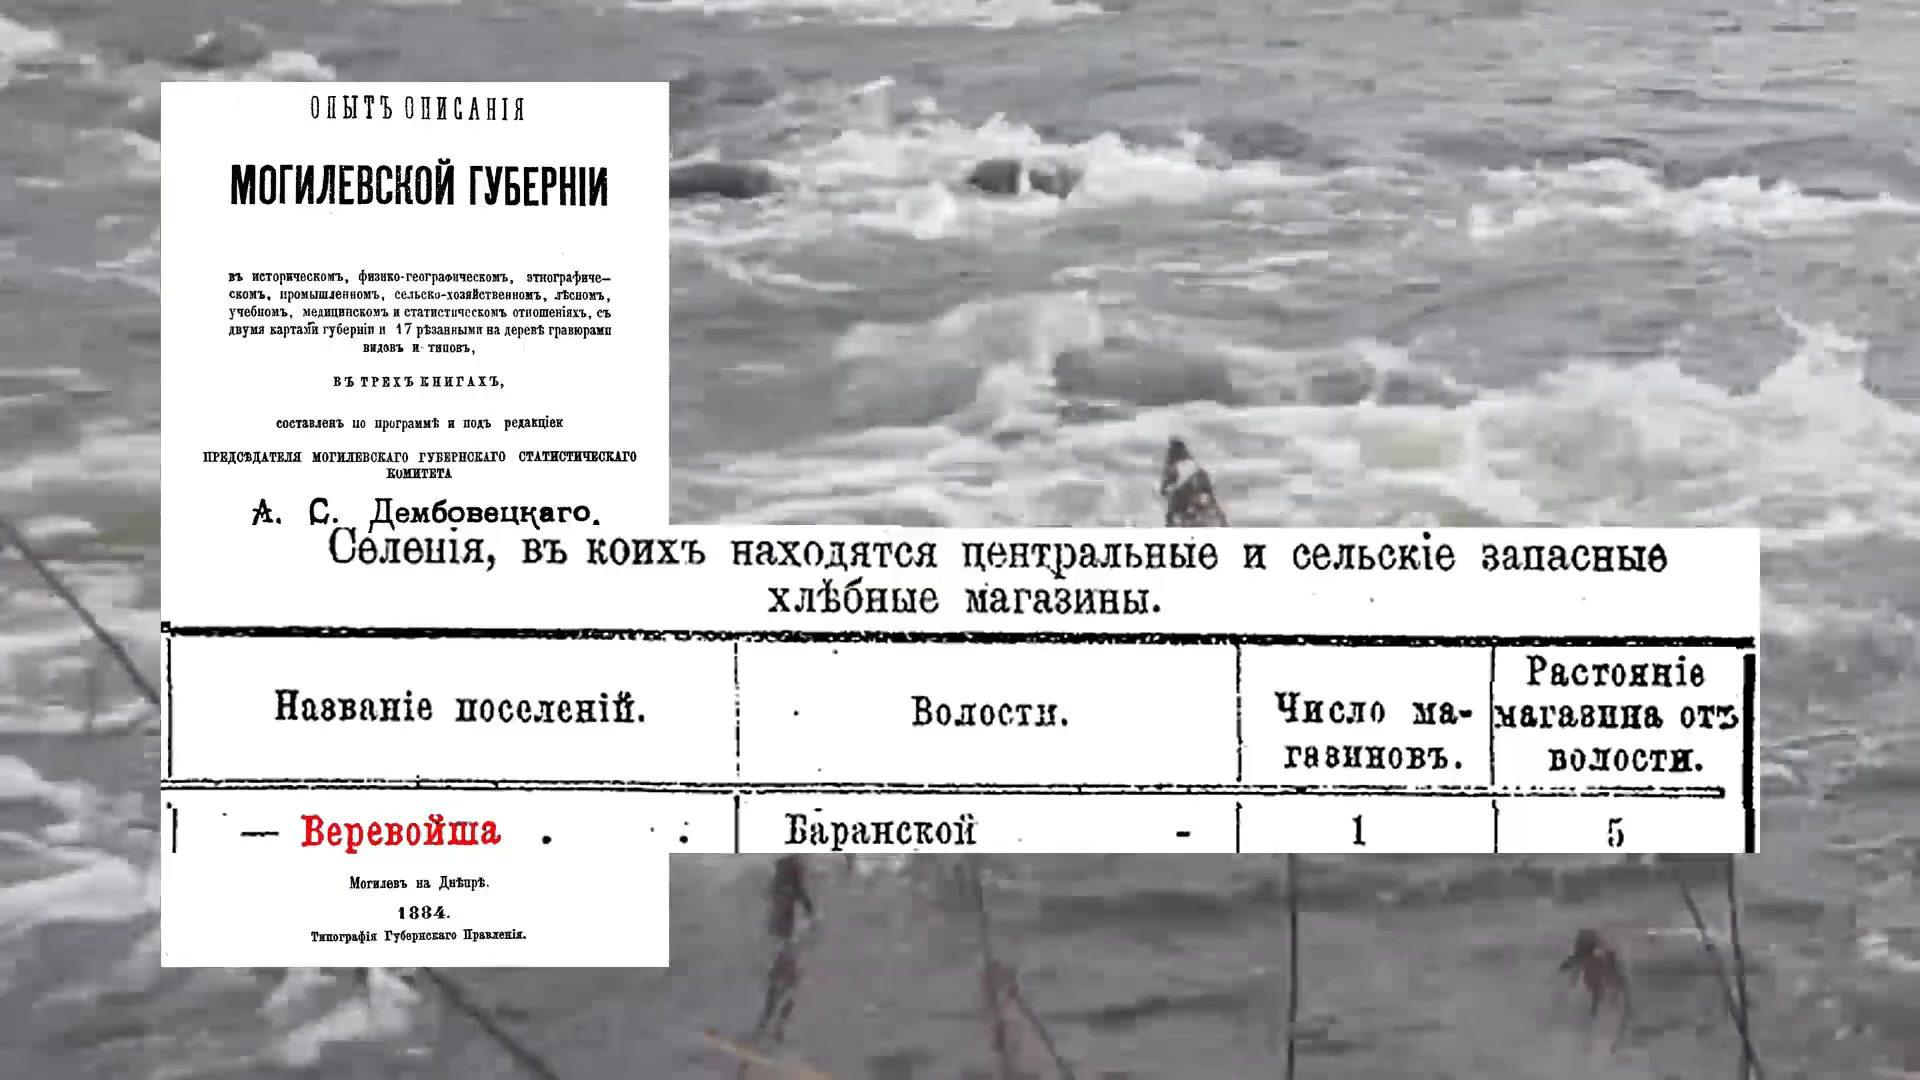 ОПЫТЪ ОПИСАНІЯ
МОГИЛЕВСКОЙ ГУБЕРНІИ
въ историческомъ, физико-географическомъ, этнографиче-
скомъ, промышленномъ, сельско-хозяйственномъ, лѣсномъ,
учебномъ, медицинскомъ и статистическомъ отношеніяхъ, съ
двумя картами губерніи и 17 рѣзанными на деревѣ гравюрами
видовъ и типовъ,
ВЪ ТРЕХЪ КНИГАХЪ,
составленъ по программѣ и подъ редакціею
ПРЕДСѢДАТЕЛЯ МОГИЛЕВСКАГО ГУБЕРНСКАГО СТАТИСТИЧЕСКАГО
КОМИТЕТА
А. С. Дембовецкаго.
Селенія, въ коихъ находятся центральные и сельскіе запасные
хлѣбные магазины.
Названіе поселеній.
Волости.
Число ма-
газиновъ.
Растояніе
магазина отъ
волости.
— Веревойша . . Баранской - 1 5
Могилевъ на Днѣпрѣ.
1884.
Типографія Губернскаго Правленія.